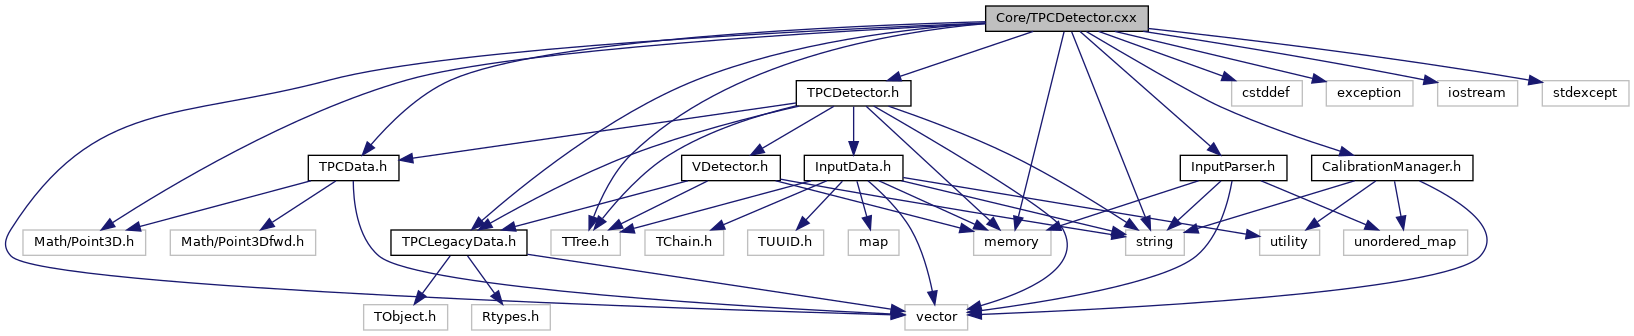 Core/TPCDetector.cxx
TPCDetector.h
cstddef
exception
iostream
stdexcept
TPCData.h
VDetector.h
InputData.h
InputParser.h
CalibrationManager.h
Math/Point3D.h
Math/Point3Dfwd.h
TPCLegacyData.h
TTree.h
TChain.h
TUUID.h
map
memory
string
utility
unordered_map
TObject.h
Rtypes.h
vector